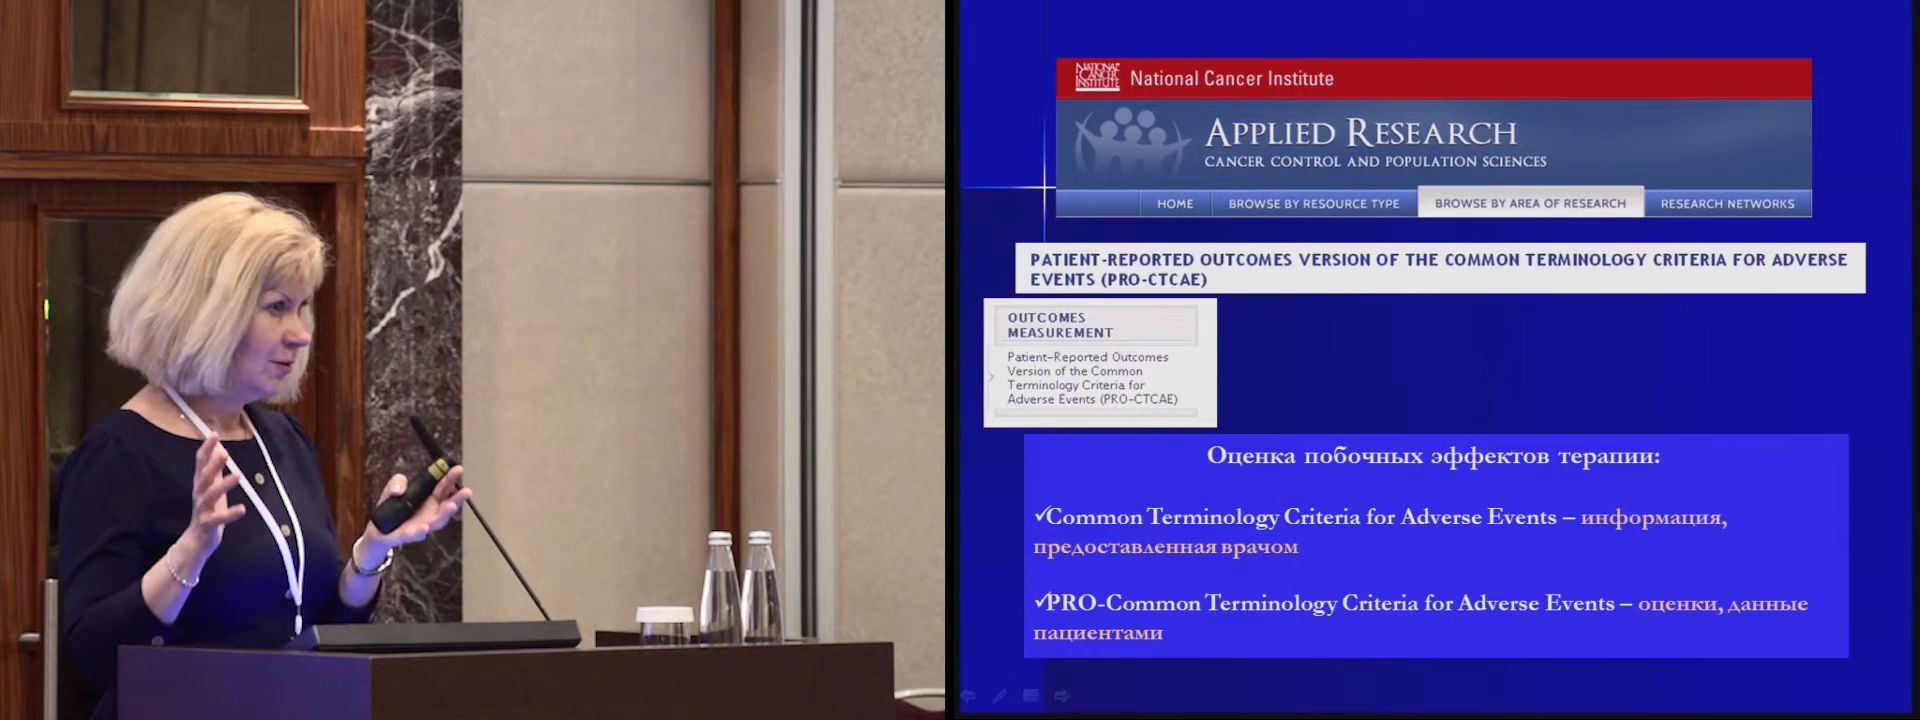 NATIONAL
CANCER
INSTITUTE
National Cancer Institute
APPLIED RESEARCH
CANCER CONTROL AND POPULATION SCIENCES
HOME BROWSE BY RESOURCE TYPE BROWSE BY AREA OF RESEARCH RESEARCH NETWORKS
PATIENT-REPORTED OUTCOMES VERSION OF THE COMMON TERMINOLOGY CRITERIA FOR ADVERSE
EVENTS (PRO-CTCAE)
OUTCOMES
MEASUREMENT
Patient-Reported Outcomes
Version of the Common
Terminology Criteria for
Adverse Events (PRO-CTCAE)
Оценка побочных эффектов терапии:
✓Common Terminology Criteria for Adverse Events – информация,
предоставленная врачом
✓PRO-Common Terminology Criteria for Adverse Events – оценки, данные
пациентами